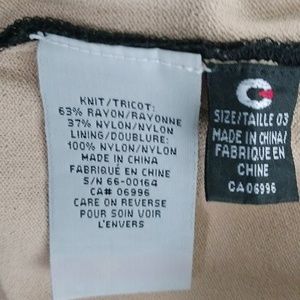 KNIT/TRICOT:
63% RAYON/RAYONNE
37% NYLON/NYLON
LINING/DOUBLURE:
100% NYLON/NYLON
MADE IN CHINA
FABRIQUÉ EN CHINE
S/N 66-00164
CA# 06996
CARE ON REVERSE
POUR SOIN VOIR
L'ENVERS
SIZE/TAILLE 03
MADE IN CHINA/
FABRIQUE EN
CHINE
CA06996